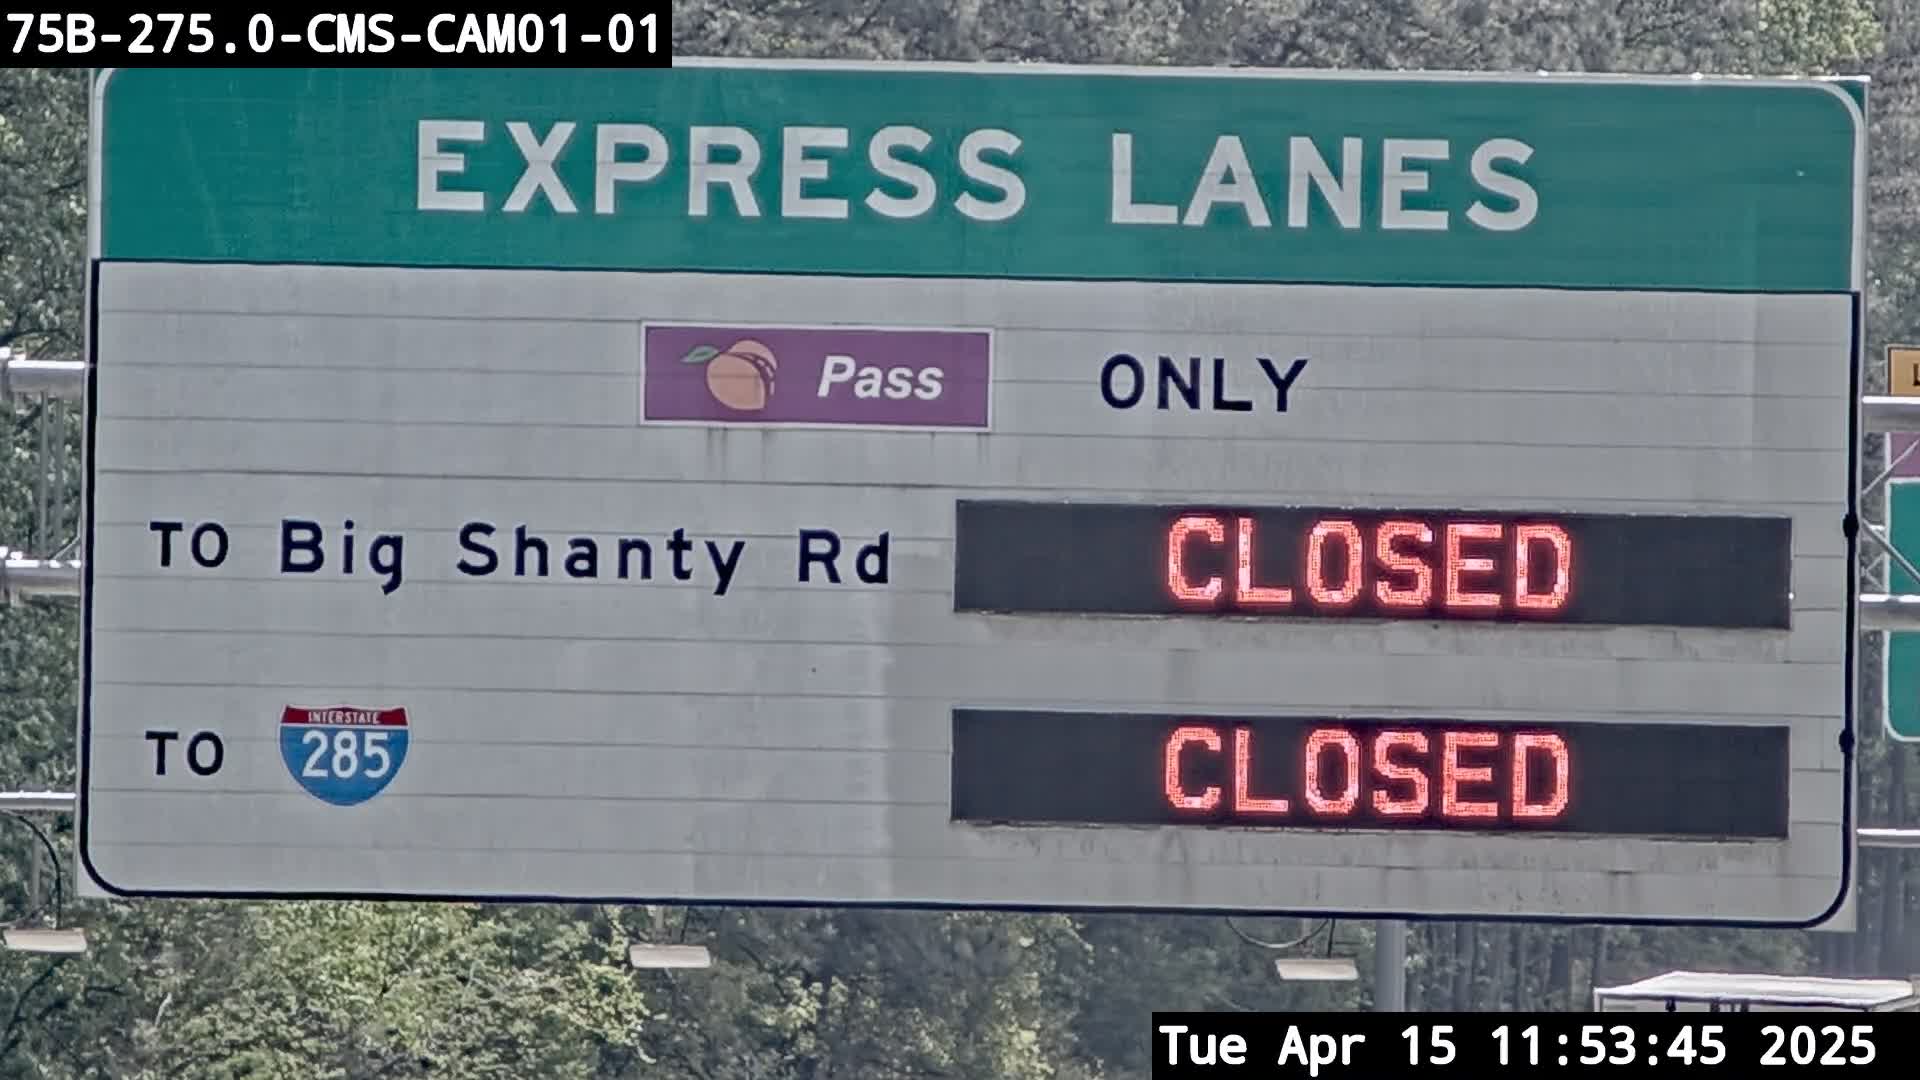 75B-275.0-CMS-CAM01-01
EXPRESS LANES
Pass ONLY
TO Big Shanty Rd CLOSED
INTERSTATE
TO 285 CLOSED
Tue Apr 15 11:53:45 2025